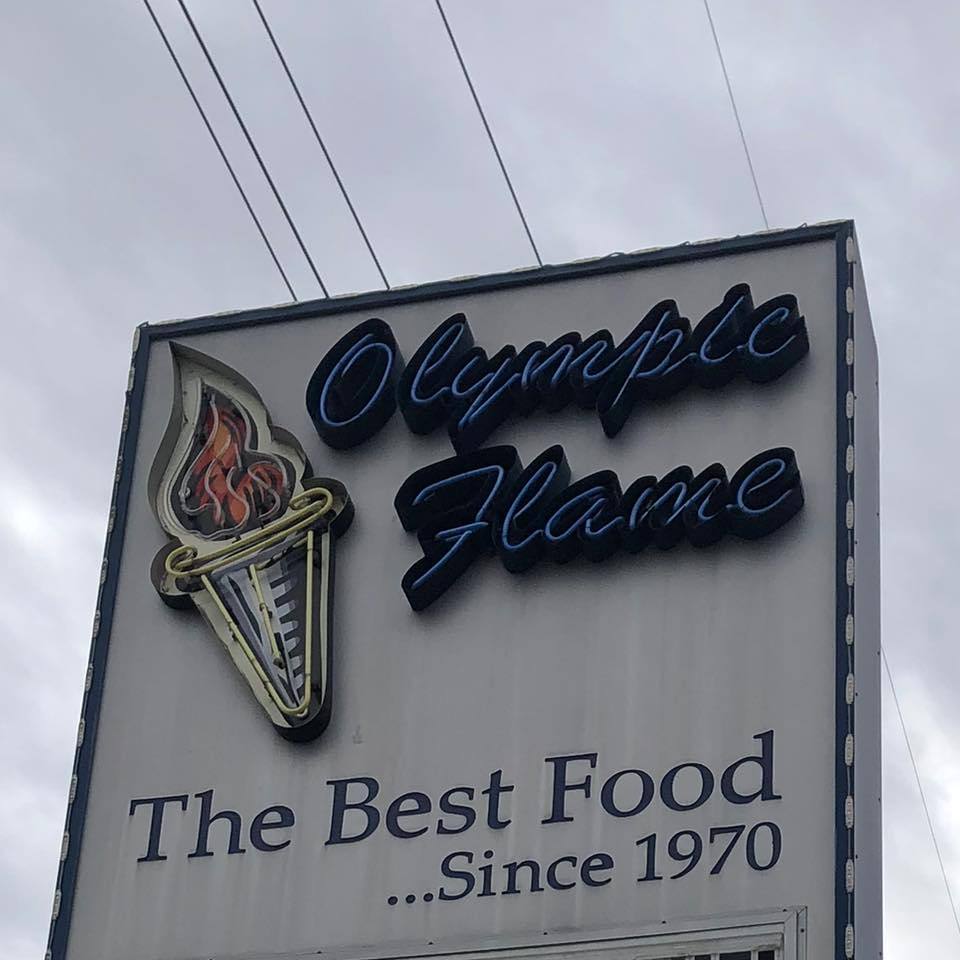 Olympic
Flame
The Best Food
...Since 1970